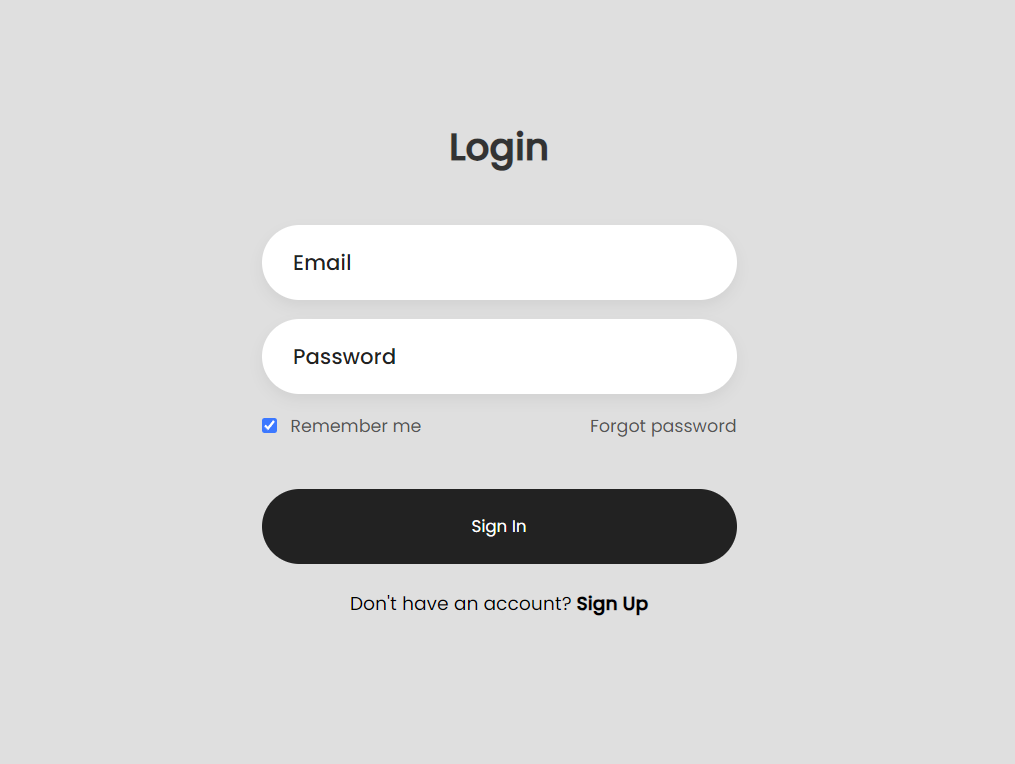 Login
Email
Password
Remember me Forgot password
Sign In
Don't have an account? Sign Up